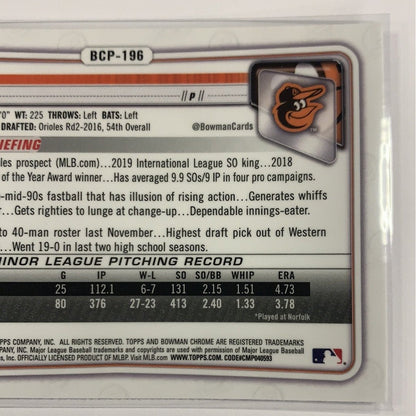 BCP-196
'0" WT: 225 THROWS: Left BATS: Left
DRAFTED: Orioles Rd2-2016, 54th Overall
//P//
@BowmanCards
EFING
les prospect (MLB.com)...2019 International League SO king...2018
of the Year Award winner...Has averaged 9.9 SOs/9 IP in four pro campaigns.
-mid-90s fastball that has illusion of rising action...Generates whiffs
...Gets righties to lunge at change-up...Dependable innings-eater.
to 40-man roster last November...Highest draft pick out of Western
...Went 19-0 in last two high school seasons.
MINOR LEAGUE PITCHING RECORD
G IP W-L SO SO/BB WHIP ERA
25 112.1 6-7 131 2.15 1.51 4.73
80 376 27-23 413 2.40 1.33 3.78
*Played at Norfolk
TOPPS COMPANY, INC. ALL RIGHTS RESERVED. TOPPS AND BOWMAN CHROME ARE REGISTERED TRADEMARKS
MPANY, INC. Major League Baseball trademarks and copyrights are used with permission of Major League Baseball
s, Inc. OFFICIALLY LICENSED PRODUCT OF MLBP. Visit MLB.com WWW.TOPPS.COM. CODE#CMP040593